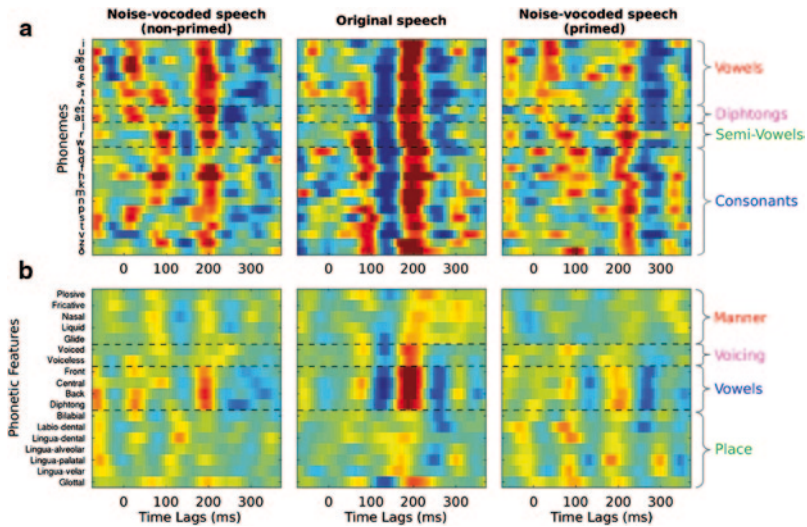 Noise-vocoded speech
(non-primed)
Original speech
Noise-vocoded speech
(primed)
a
Phonemes
i
u
æ
ɑ
ɛ
ɪ
ʌ
eɪ
aɪ
r
w
b
d
f
h
k
m
n
p
s
t
v
z
ð
Vowels
Diphtongs
Semi-Vowels
Consonants
0 100 200 300
0 100 200 300
0 100 200 300
b
Phonetic Features
Plosive
Fricative
Nasal
Liquid
Glide
Voiced
Voiceless
Front
Central
Back
Diphtong
Bilabial
Labio-dental
Lingua-dental
Lingua-alveolar
Lingua-palatal
Lingua-velar
Glottal
Manner
Voicing
Vowels
Place
0 100 200 300
0 100 200 300
0 100 200 300
Time Lags (ms)
Time Lags (ms)
Time Lags (ms)